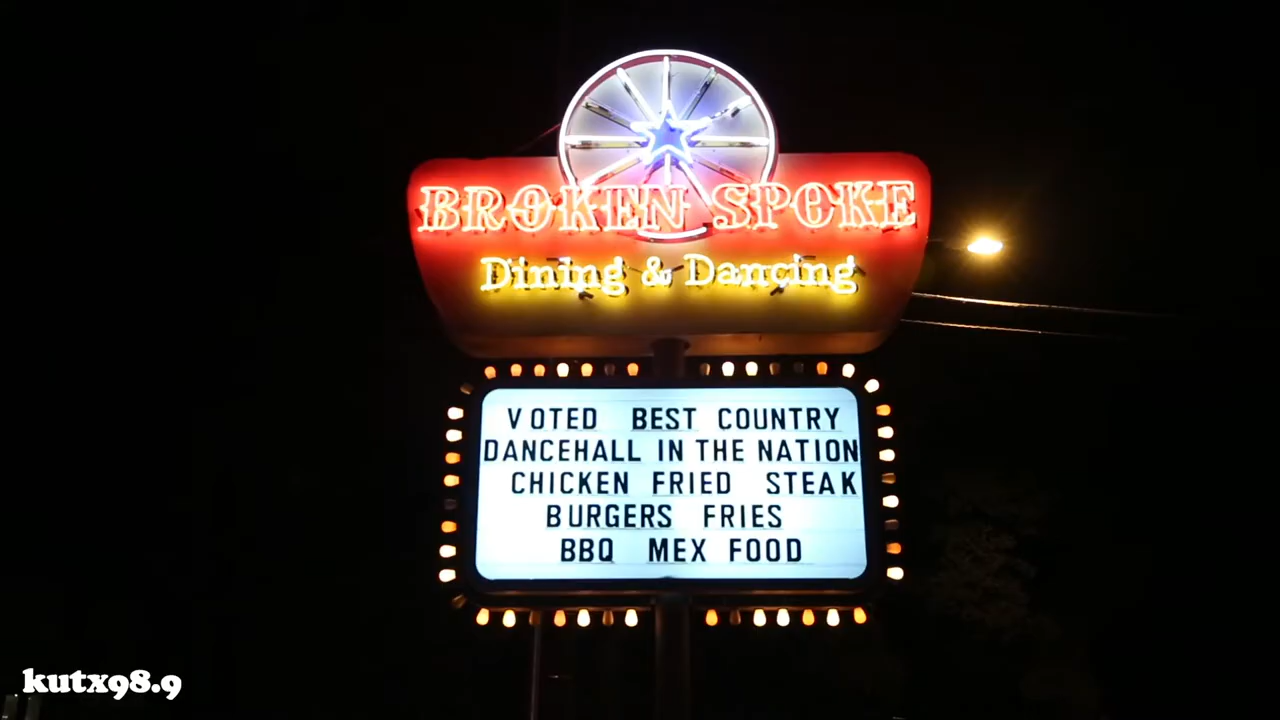 BROKEN SPOKE
Dining & Dancing
VOTED BEST COUNTRY
DANCEHALL IN THE NATION
CHICKEN FRIED STEAK
BURGERS FRIES
BBQ MEX FOOD
kutx98.9